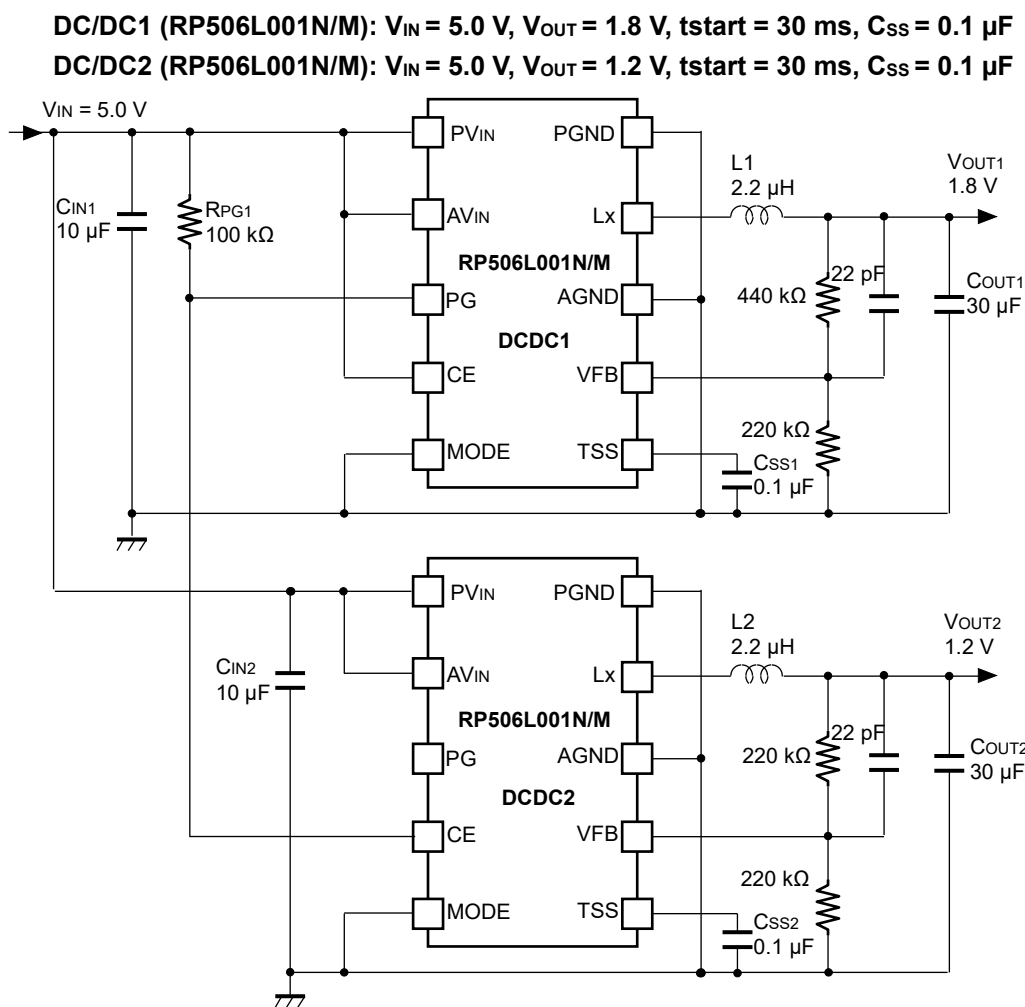 DC/DC1 (RP506L001N/M): VIN = 5.0 V, VOUT = 1.8 V, tstart = 30 ms, CSS = 0.1 µF
DC/DC2 (RP506L001N/M): VIN = 5.0 V, VOUT = 1.2 V, tstart = 30 ms, CSS = 0.1 µF
VIN = 5.0 V
CIN1
10 µF
RPG1
100 kΩ
PVIN
PGND
AVIN
Lx
RP506L001N/M
PG
AGND
DCDC1
CE
VFB
MODE
TSS
L1
2.2 µH
VOUT1
1.8 V
440 kΩ
22 pF
COUT1
30 µF
220 kΩ
CSS1
0.1 µF
CIN2
10 µF
PVIN
PGND
AVIN
Lx
RP506L001N/M
PG
AGND
DCDC2
CE
VFB
MODE
TSS
L2
2.2 µH
VOUT2
1.2 V
220 kΩ
22 pF
COUT2
30 µF
220 kΩ
CSS2
0.1 µF